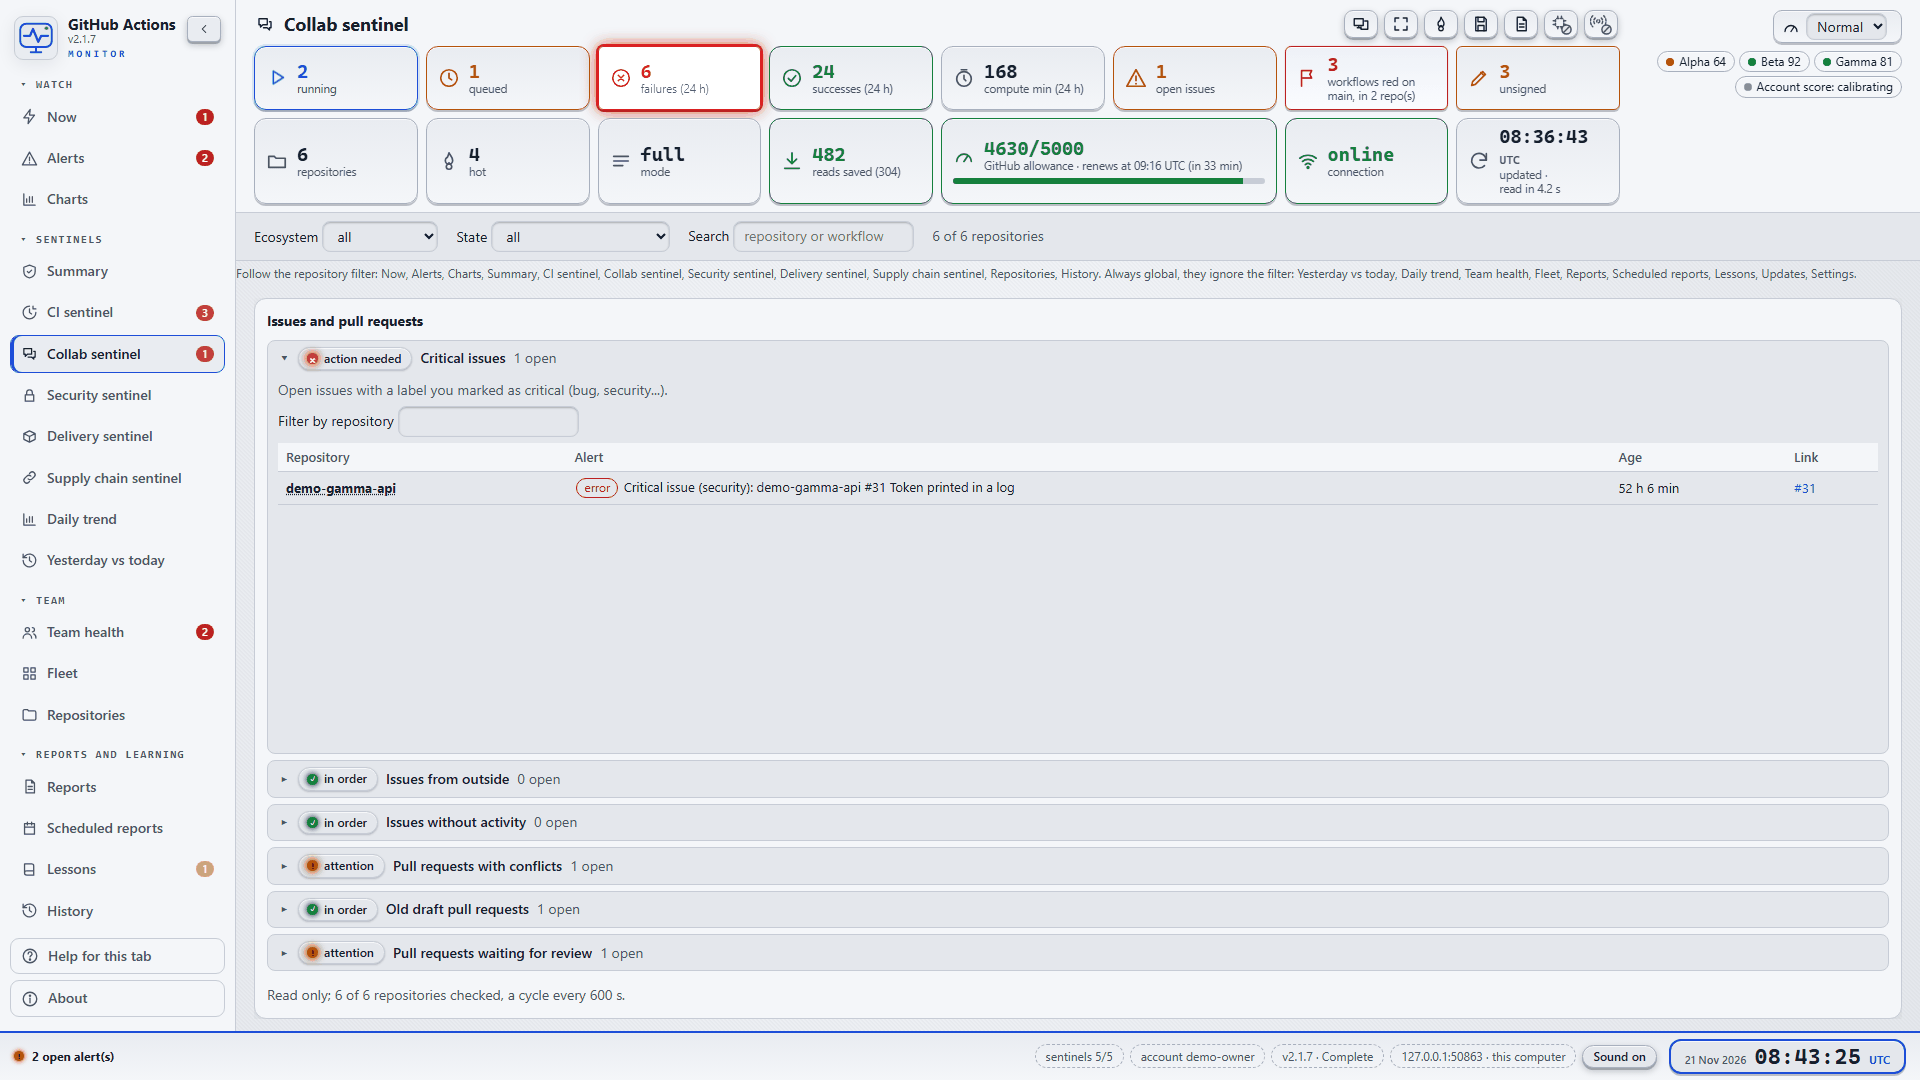 GitHub Actions
v2.1.7
MONITOR
WATCH
Now 1
Alerts 2
Charts
SENTINELS
Summary
CI sentinel 3
Collab sentinel 1
Security sentinel
Delivery sentinel
Supply chain sentinel
Daily trend
Yesterday vs today
TEAM
Team health 2
Fleet
Repositories
REPORTS AND LEARNING
Reports
Scheduled reports
Lessons 1
History
Help for this tab
About
Collab sentinel
Normal
2
running
1
queued
6
failures (24 h)
24
successes (24 h)
168
compute min (24 h)
1
open issues
3
workflows red on
main, in 2 repo(s)
3
unsigned
Alpha 64
Beta 92
Gamma 81
Account score: calibrating
6
repositories
4
hot
full
mode
482
reads saved (304)
4630/5000
GitHub allowance · renews at 09:16 UTC (in 33 min)
online
connection
08:36:43
UTC
updated ·
read in 4.2 s
Ecosystem all State all Search repository or workflow 6 of 6 repositories
Follow the repository filter: Now, Alerts, Charts, Summary, CI sentinel, Collab sentinel, Security sentinel, Delivery sentinel, Supply chain sentinel, Repositories, History. Always global, they ignore the filter: Yesterday vs today, Daily trend, Team health, Fleet, Reports, Scheduled reports, Lessons, Updates, Settings.
Issues and pull requests
action needed Critical issues 1 open
Open issues with a label you marked as critical (bug, security...).
Filter by repository
Repository Alert Age Link
demo-gamma-api error Critical issue (security): demo-gamma-api #31 Token printed in a log 52 h 6 min #31
in order Issues from outside 0 open
in order Issues without activity 0 open
attention Pull requests with conflicts 1 open
in order Old draft pull requests 1 open
attention Pull requests waiting for review 1 open
Read only; 6 of 6 repositories checked, a cycle every 600 s.
2 open alert(s)
sentinels 5/5
account demo-owner
v2.1.7 · Complete
127.0.0.1:50863 · this computer
Sound on
21 Nov 2026 08:43:25 UTC